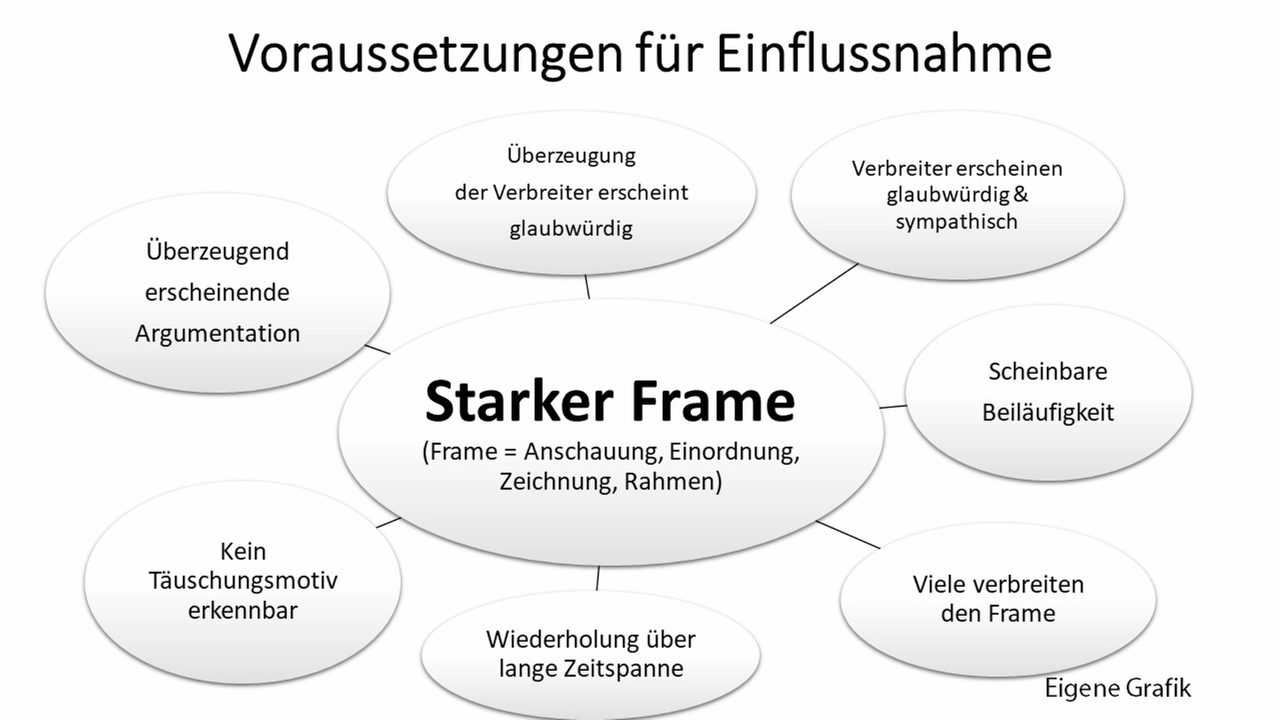 Voraussetzungen für Einflussnahme
Überzeugung
der Verbreiter erscheint
glaubwürdig
Verbreiter erscheinen
glaubwürdig &
sympathisch
Überzeugend
erscheinende
Argumentation
Starker Frame
(Frame = Anschauung, Einordnung,
Zeichnung, Rahmen)
Scheinbare
Beiläufigkeit
Kein
Täuschungsmotiv
erkennbar
Wiederholung über
lange Zeitspanne
Viele verbreiten
den Frame
Eigene Grafik